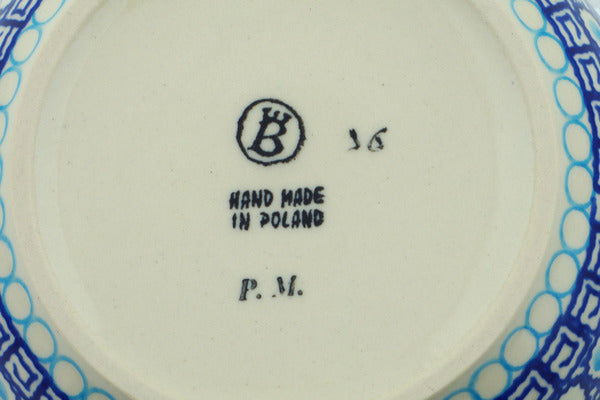 B 16
HAND MADE
IN POLAND
P. M.